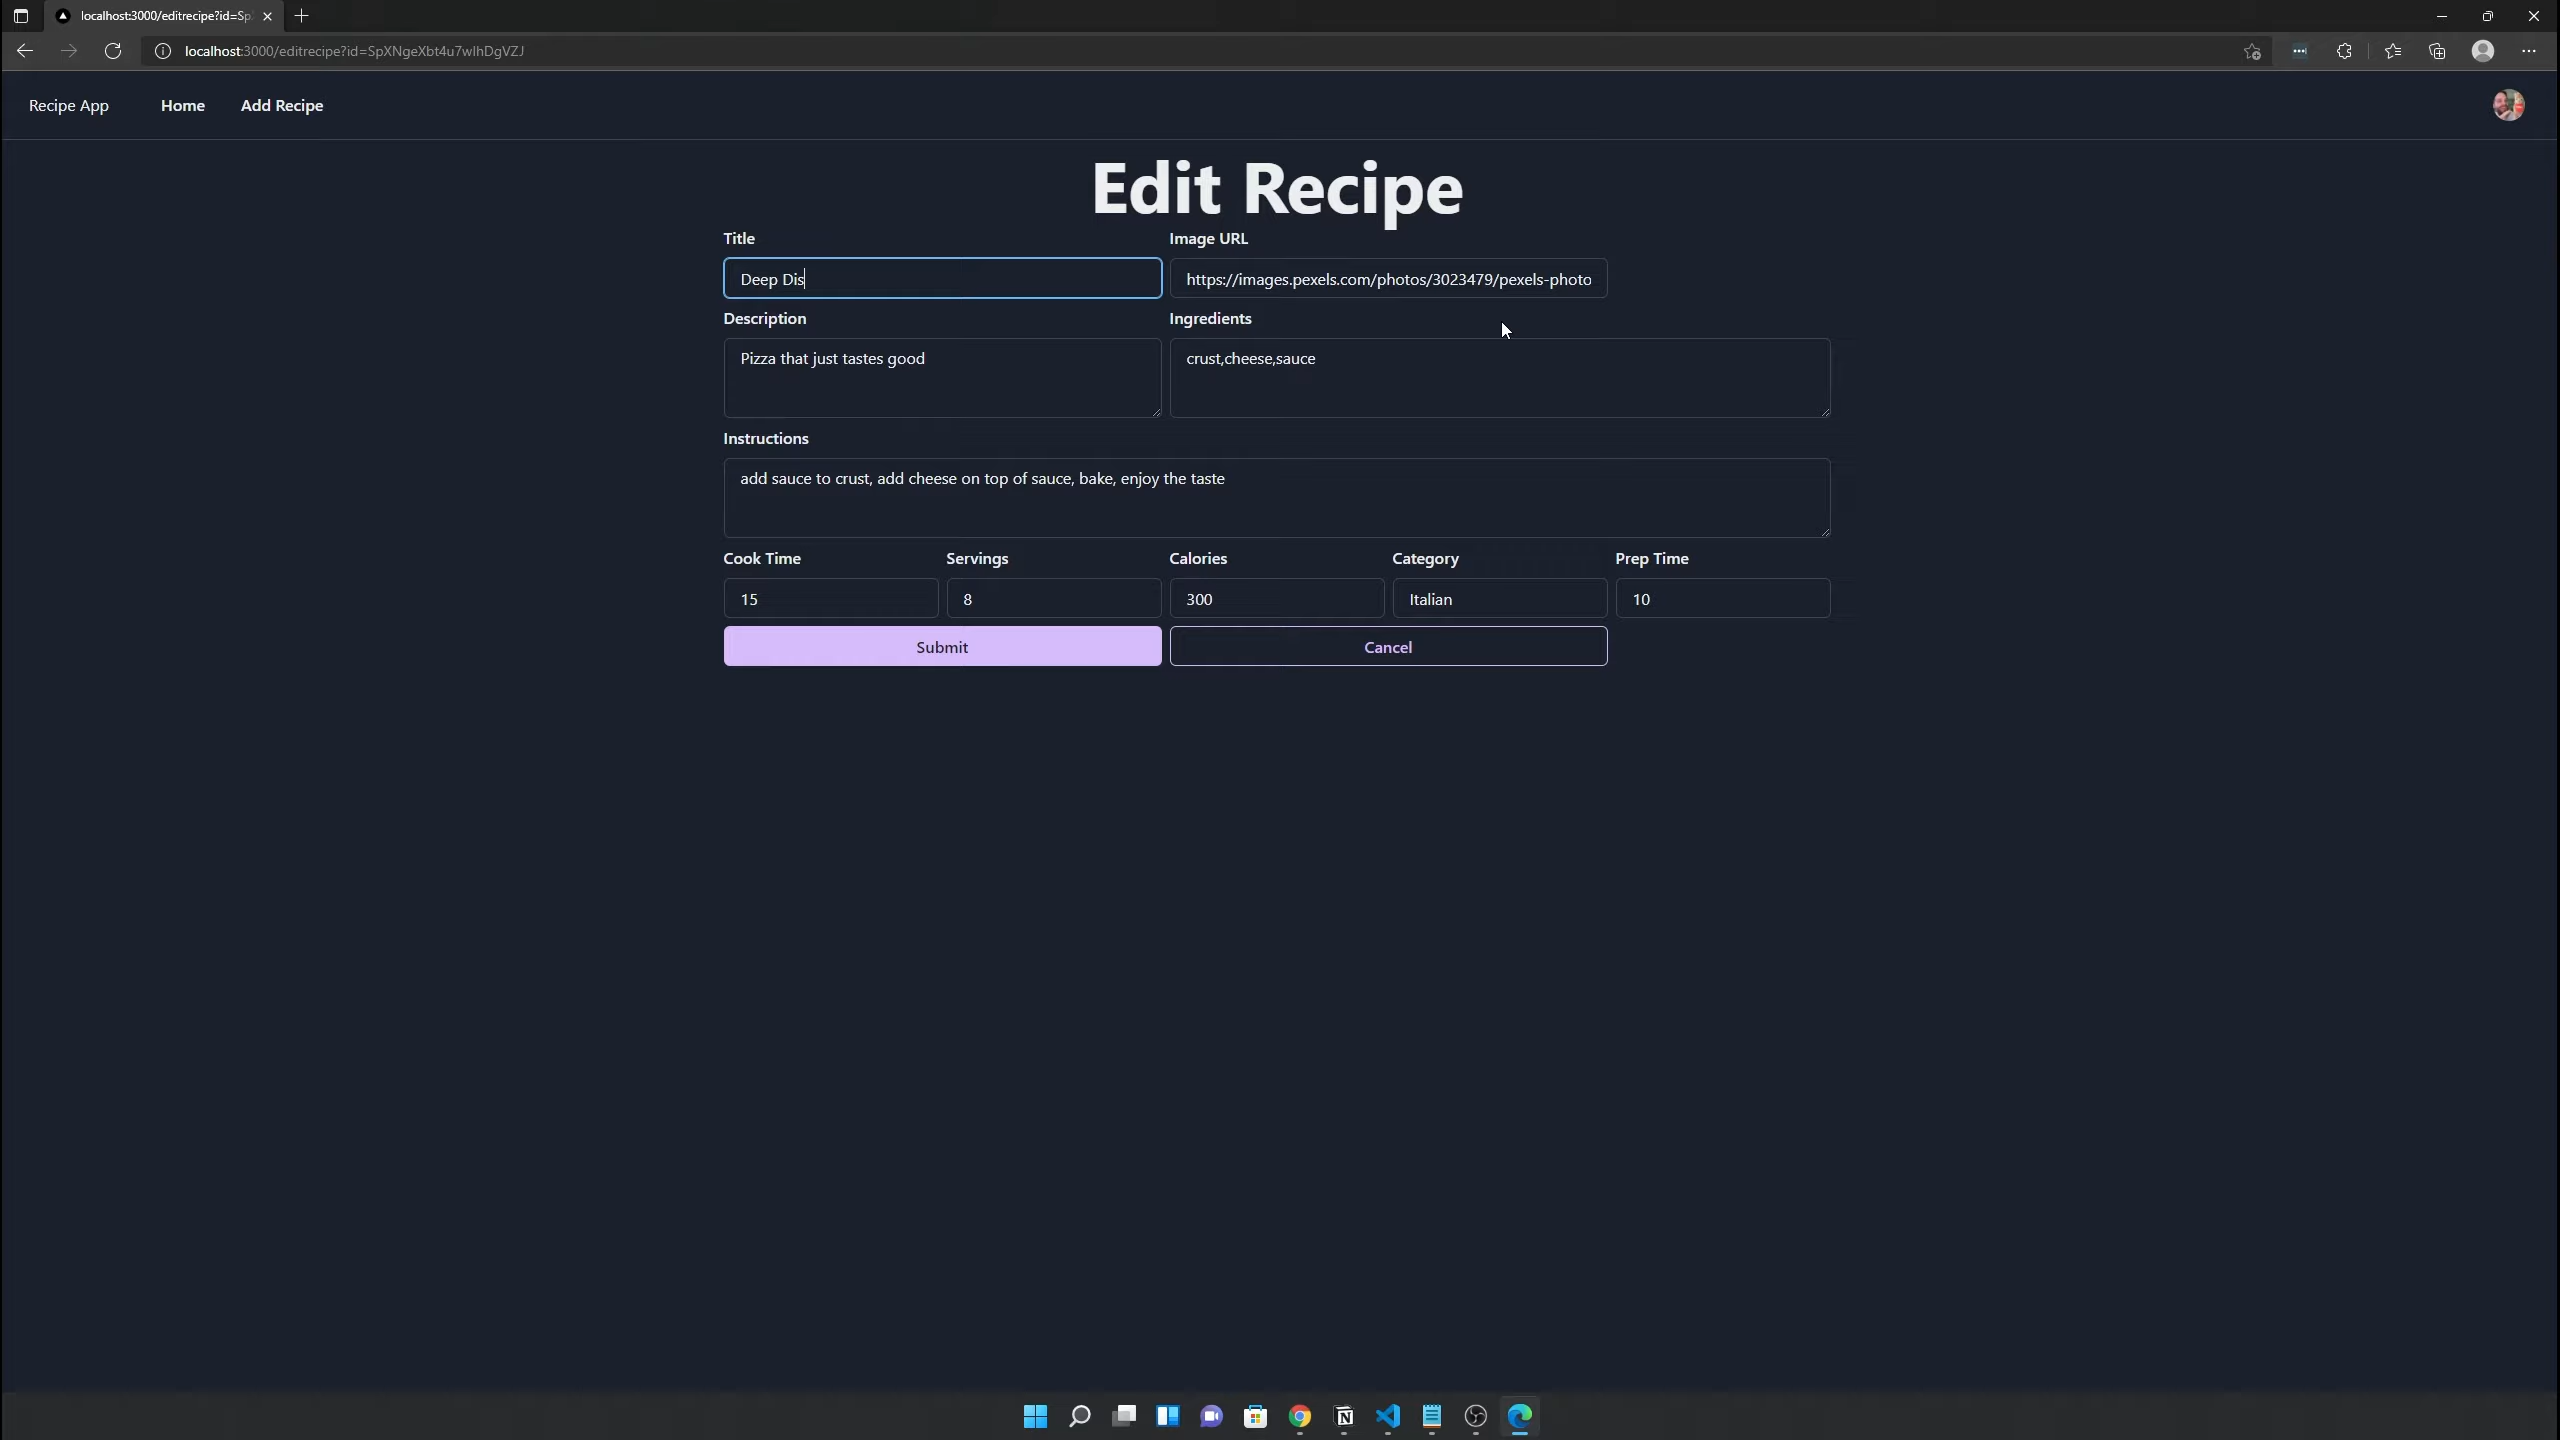 localhost:3000/editrecipe?id=Sp
localhost:3000/editrecipe?id=SpXNgeXbt4u7wlhDgVZJ
Recipe App Home Add Recipe
Edit Recipe
Title Image URL
Deep Dis https://images.pexels.com/photos/3023479/pexels-photo
Description Ingredients
Pizza that just tastes good crust,cheese,sauce
Instructions
add sauce to crust, add cheese on top of sauce, bake, enjoy the taste
Cook Time Servings Calories Category Prep Time
15 8 300 Italian 10
Submit Cancel